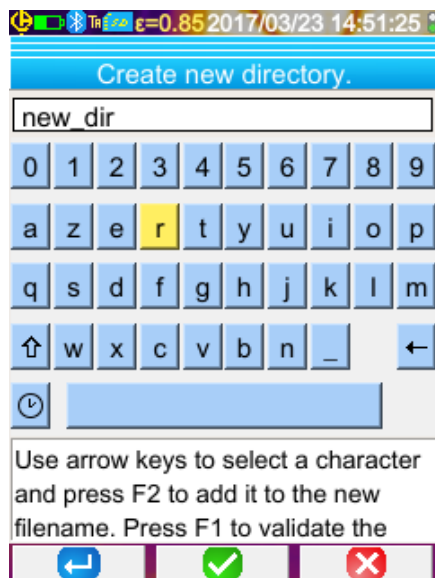 ε=0.85 2017/03/23 14:51:25
Create new directory.
new_dir
0 1 2 3 4 5 6 7 8 9
a z e r t y u i o p
q s d f g h j k l m
w x c v b n _
Use arrow keys to select a character
and press F2 to add it to the new
filename. Press F1 to validate the